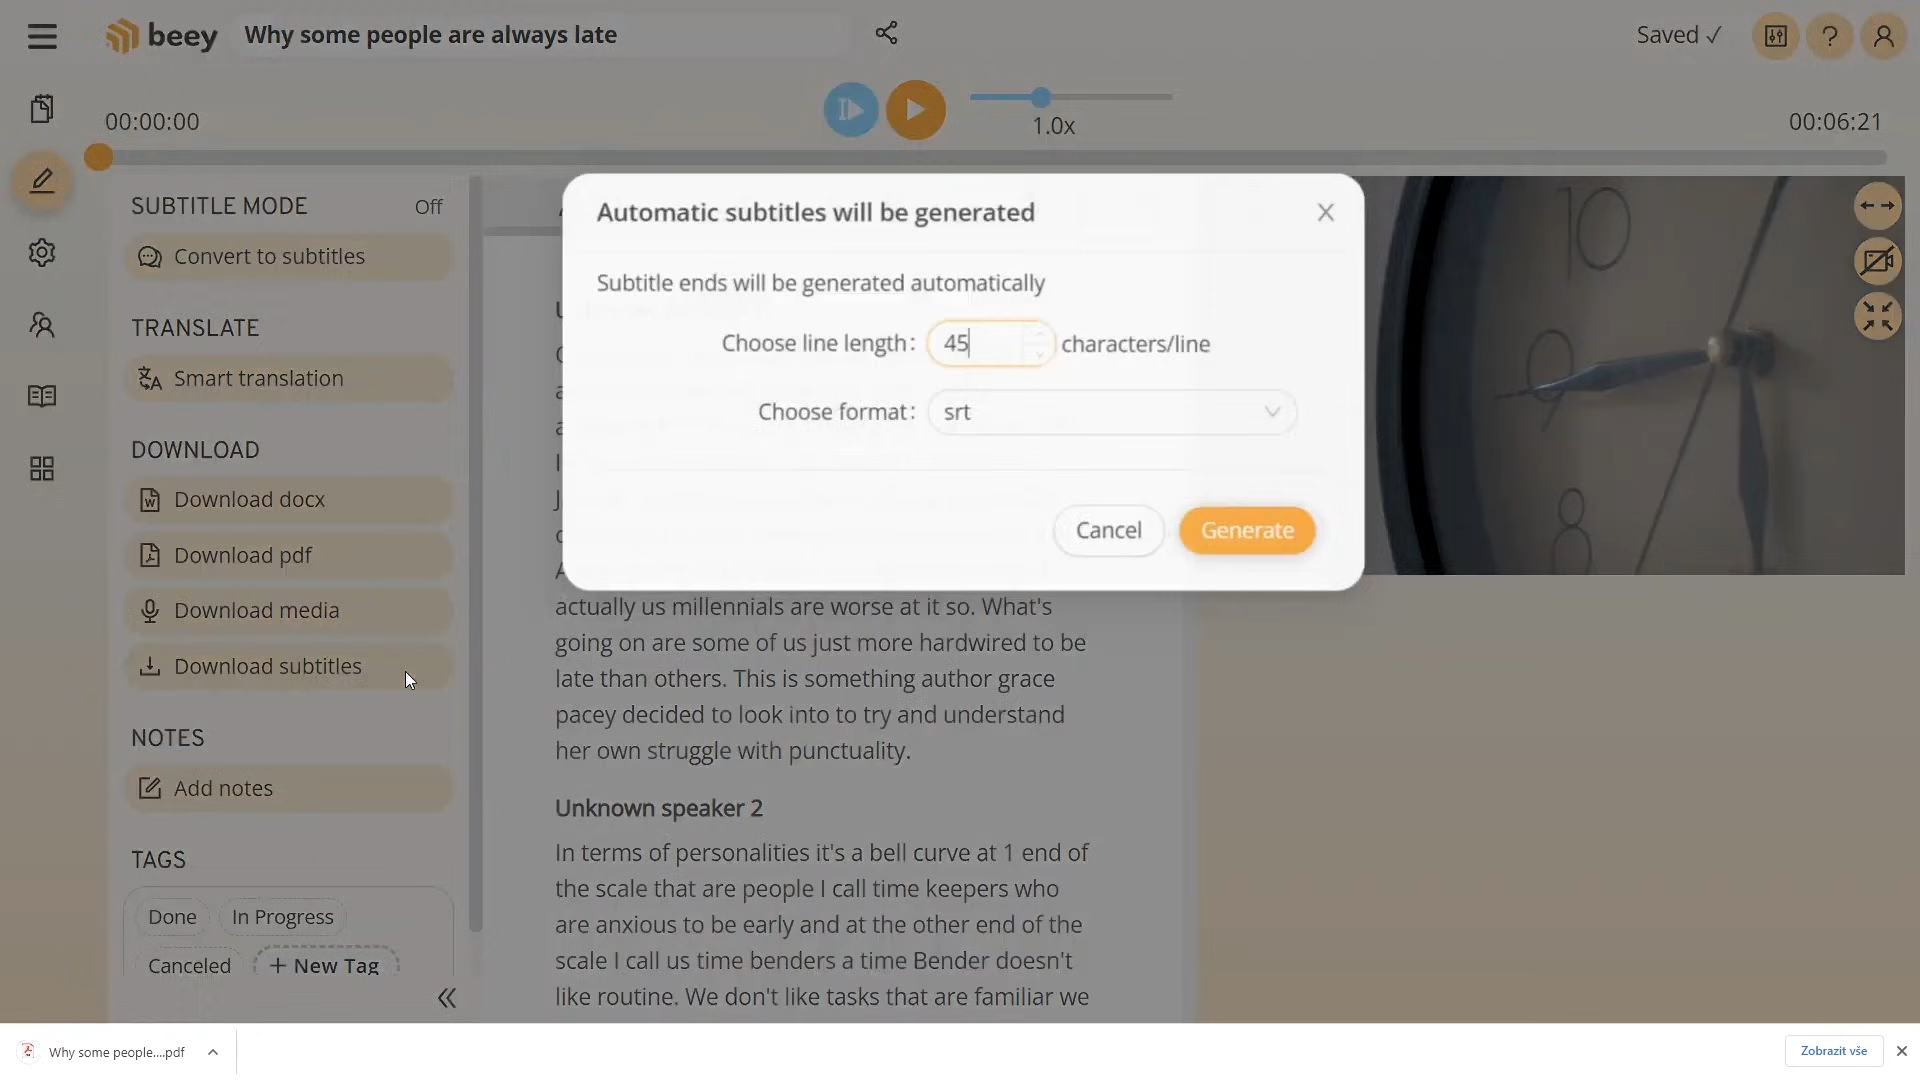 beey
Why some people are always late
Saved ✓
?
00:00:00
1.0x
00:06:21
SUBTITLE MODE
Off
Convert to subtitles
TRANSLATE
Smart translation
DOWNLOAD
Download docx
Download pdf
Download media
Download subtitles
NOTES
Add notes
TAGS
Done
In Progress
Canceled
+ New Tag
Automatic subtitles will be generated
Subtitle ends will be generated automatically
Choose line length:
45
characters/line
Choose format:
srt
Cancel
Generate
actually us millennials are worse at it so. What's
going on are some of us just more hardwired to be
late than others. This is something author grace
pacey decided to look into to try and understand
her own struggle with punctuality.
Unknown speaker 2
In terms of personalities it's a bell curve at 1 end of
the scale that are people I call time keepers who
are anxious to be early and at the other end of the
scale I call us time benders a time Bender doesn't
like routine. We don't like tasks that are familiar we
10
9
8
Why some people....pdf
Zobrazit vše